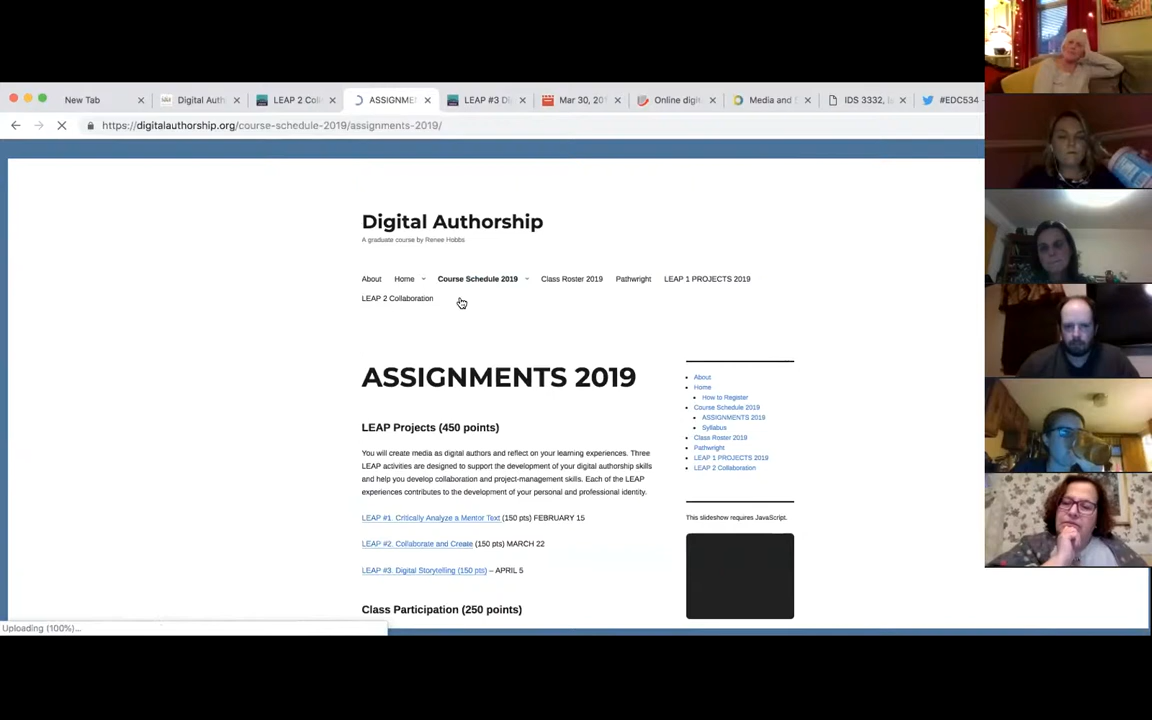 New Tab
Digital Auth
LEAP 2 Coll
ASSIGNME
LEAP #3 Di
Mar 30, 201
Online digit
Media and
IDS 3332, I
#EDC534
https://digitalauthorship.org/course-schedule-2019/assignments-2019/
Digital Authorship
A graduate course by Renee Hobbs
About Home Course Schedule 2019 Class Roster 2019 Pathwright LEAP 1 PROJECTS 2019
LEAP 2 Collaboration
ASSIGNMENTS 2019
LEAP Projects (450 points)
You will create media as digital authors and reflect on your learning experiences. Three
LEAP activities are designed to support the development of your digital authorship skills
and help you develop collaboration and project-management skills. Each of the LEAP
experiences contributes to the development of your personal and professional identity.
LEAP #1. Critically Analyze a Mentor Text (150 pts) FEBRUARY 15
LEAP #2. Collaborate and Create (150 pts) MARCH 22
LEAP #3. Digital Storytelling (150 pts) – APRIL 5
Class Participation (250 points)
About
Home
How to Register
Course Schedule 2019
ASSIGNMENTS 2019
Syllabus
Class Roster 2019
Pathwright
LEAP 1 PROJECTS 2019
LEAP 2 Collaboration
This slideshow requires JavaScript.
Uploading (100%)...